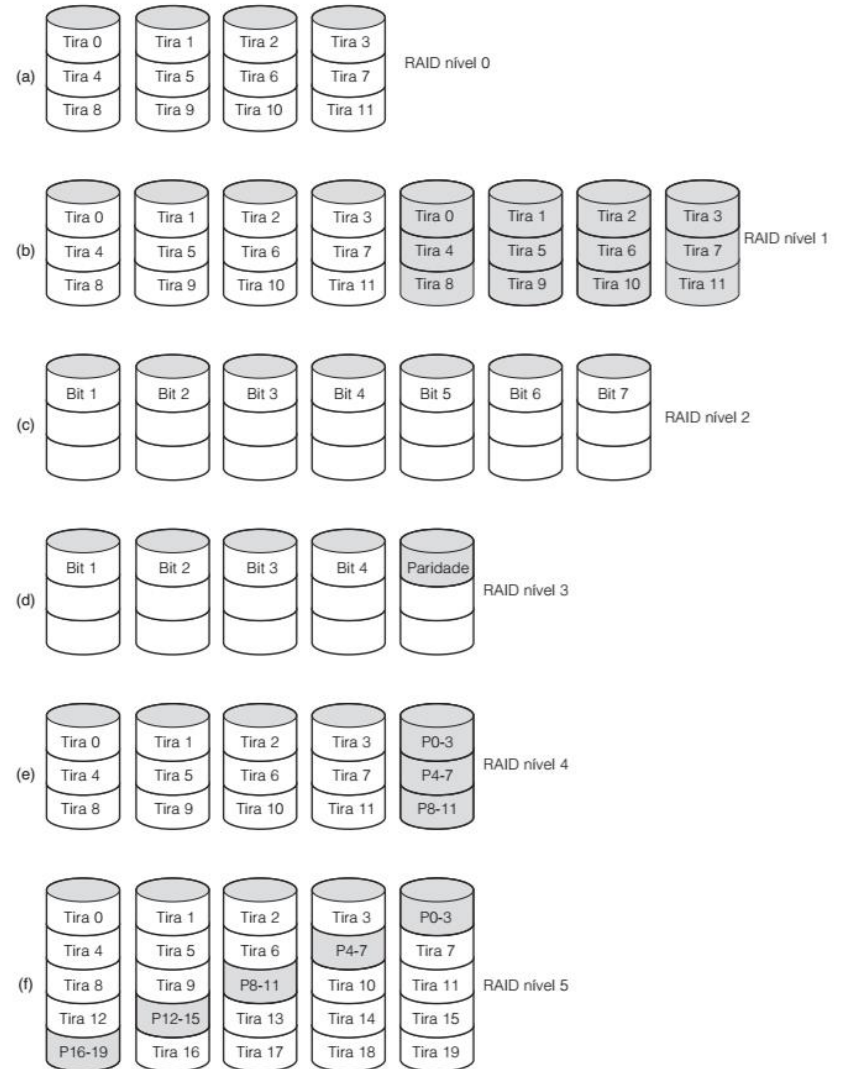 Tira 0 Tira 1 Tira 2 Tira 3
RAID nível 0
(a) Tira 4 Tira 5 Tira 6 Tira 7
Tira 8 Tira 9 Tira 10 Tira 11
Tira 0 Tira 1 Tira 2 Tira 3 Tira 0 Tira 1 Tira 2 Tira 3
RAID nível 1
(b) Tira 4 Tira 5 Tira 6 Tira 7 Tira 4 Tira 5 Tira 6 Tira 7
Tira 8 Tira 9 Tira 10 Tira 11 Tira 8 Tira 9 Tira 10 Tira 11
Bit 1 Bit 2 Bit 3 Bit 4 Bit 5 Bit 6 Bit 7
RAID nível 2
(c)
Bit 1 Bit 2 Bit 3 Bit 4 Paridade
RAID nível 3
(d)
Tira 0 Tira 1 Tira 2 Tira 3 P0-3
RAID nível 4
(e) Tira 4 Tira 5 Tira 6 Tira 7 P4-7
Tira 8 Tira 9 Tira 10 Tira 11 P8-11
Tira 0 Tira 1 Tira 2 Tira 3 P0-3
Tira 4 Tira 5 Tira 6 P4-7 Tira 7
(f) Tira 8 Tira 9 P8-11 Tira 10 Tira 11 RAID nível 5
Tira 12 P12-15 Tira 13 Tira 14 Tira 15
P16-19 Tira 16 Tira 17 Tira 18 Tira 19